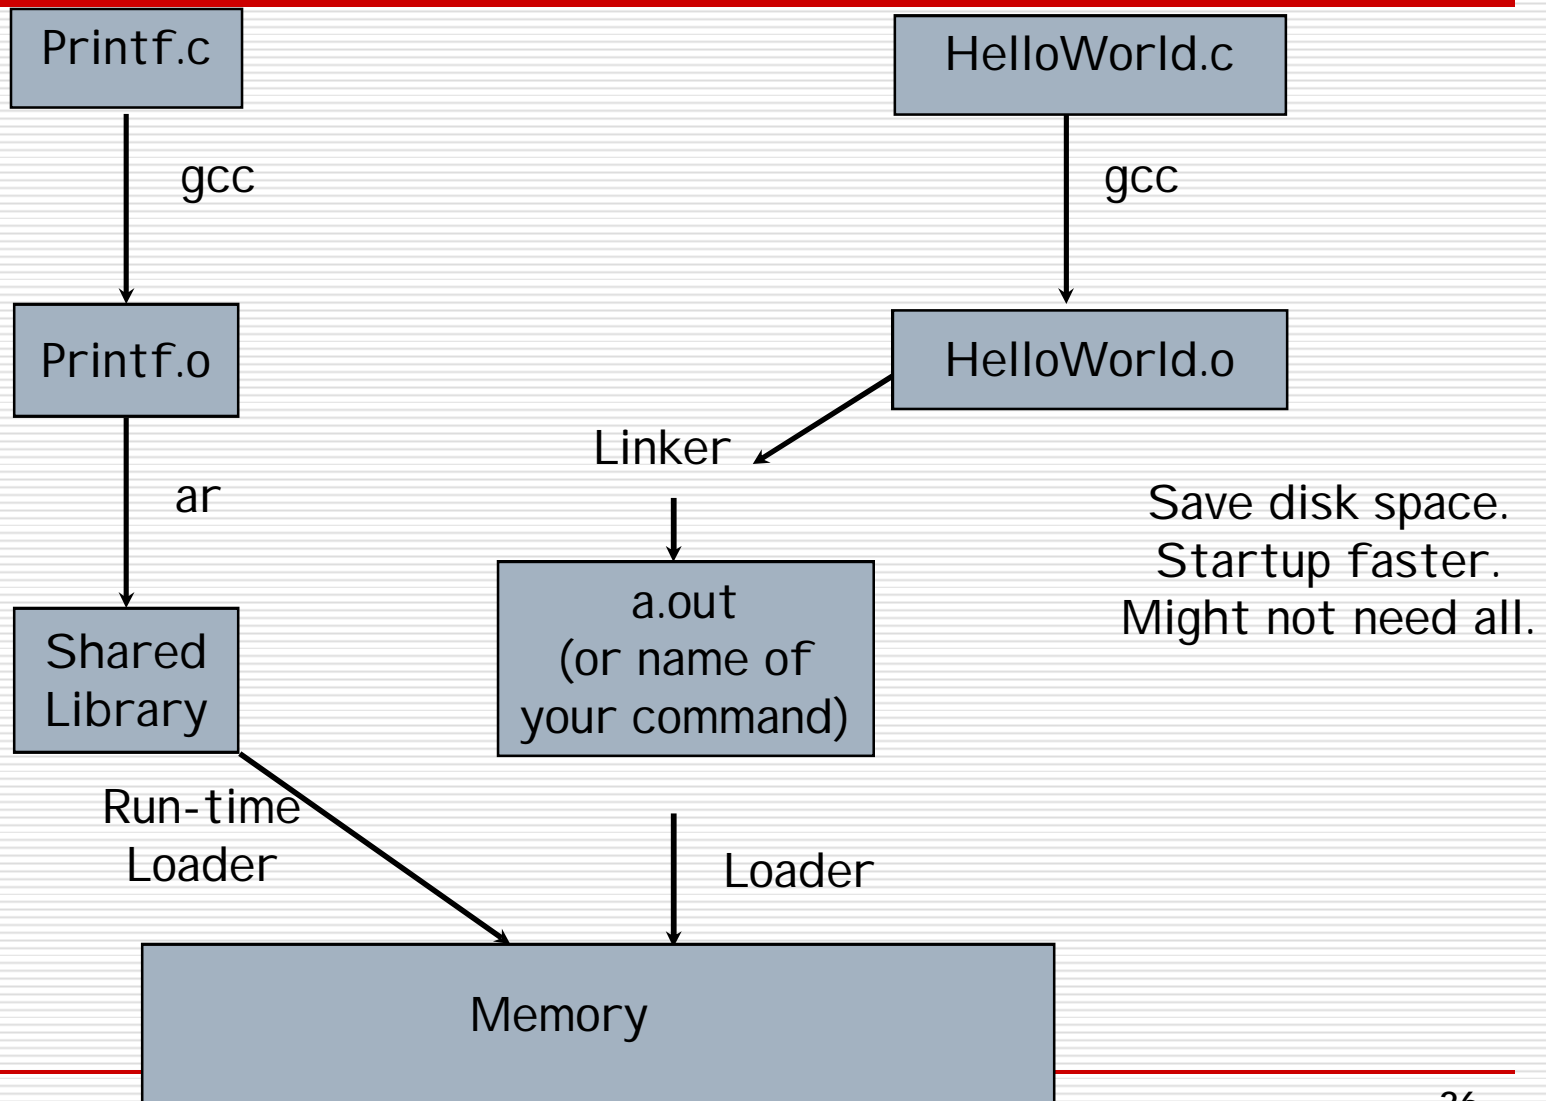 Printf.c
HelloWorld.c
gcc
gcc
Printf.o
HelloWorld.o
Linker
ar
Save disk space.
Startup faster.
Might not need all.
a.out
(or name of
your command)
Shared
Library
Run-time
Loader
Loader
Memory